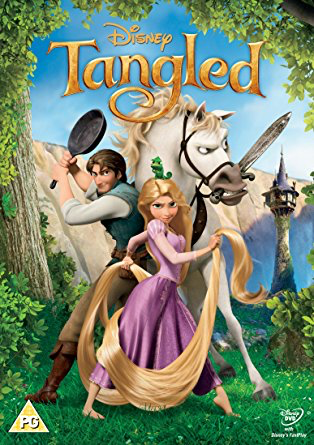 Disney
Tangled
PG
Disney
DVD
with
Disney's FastPlay